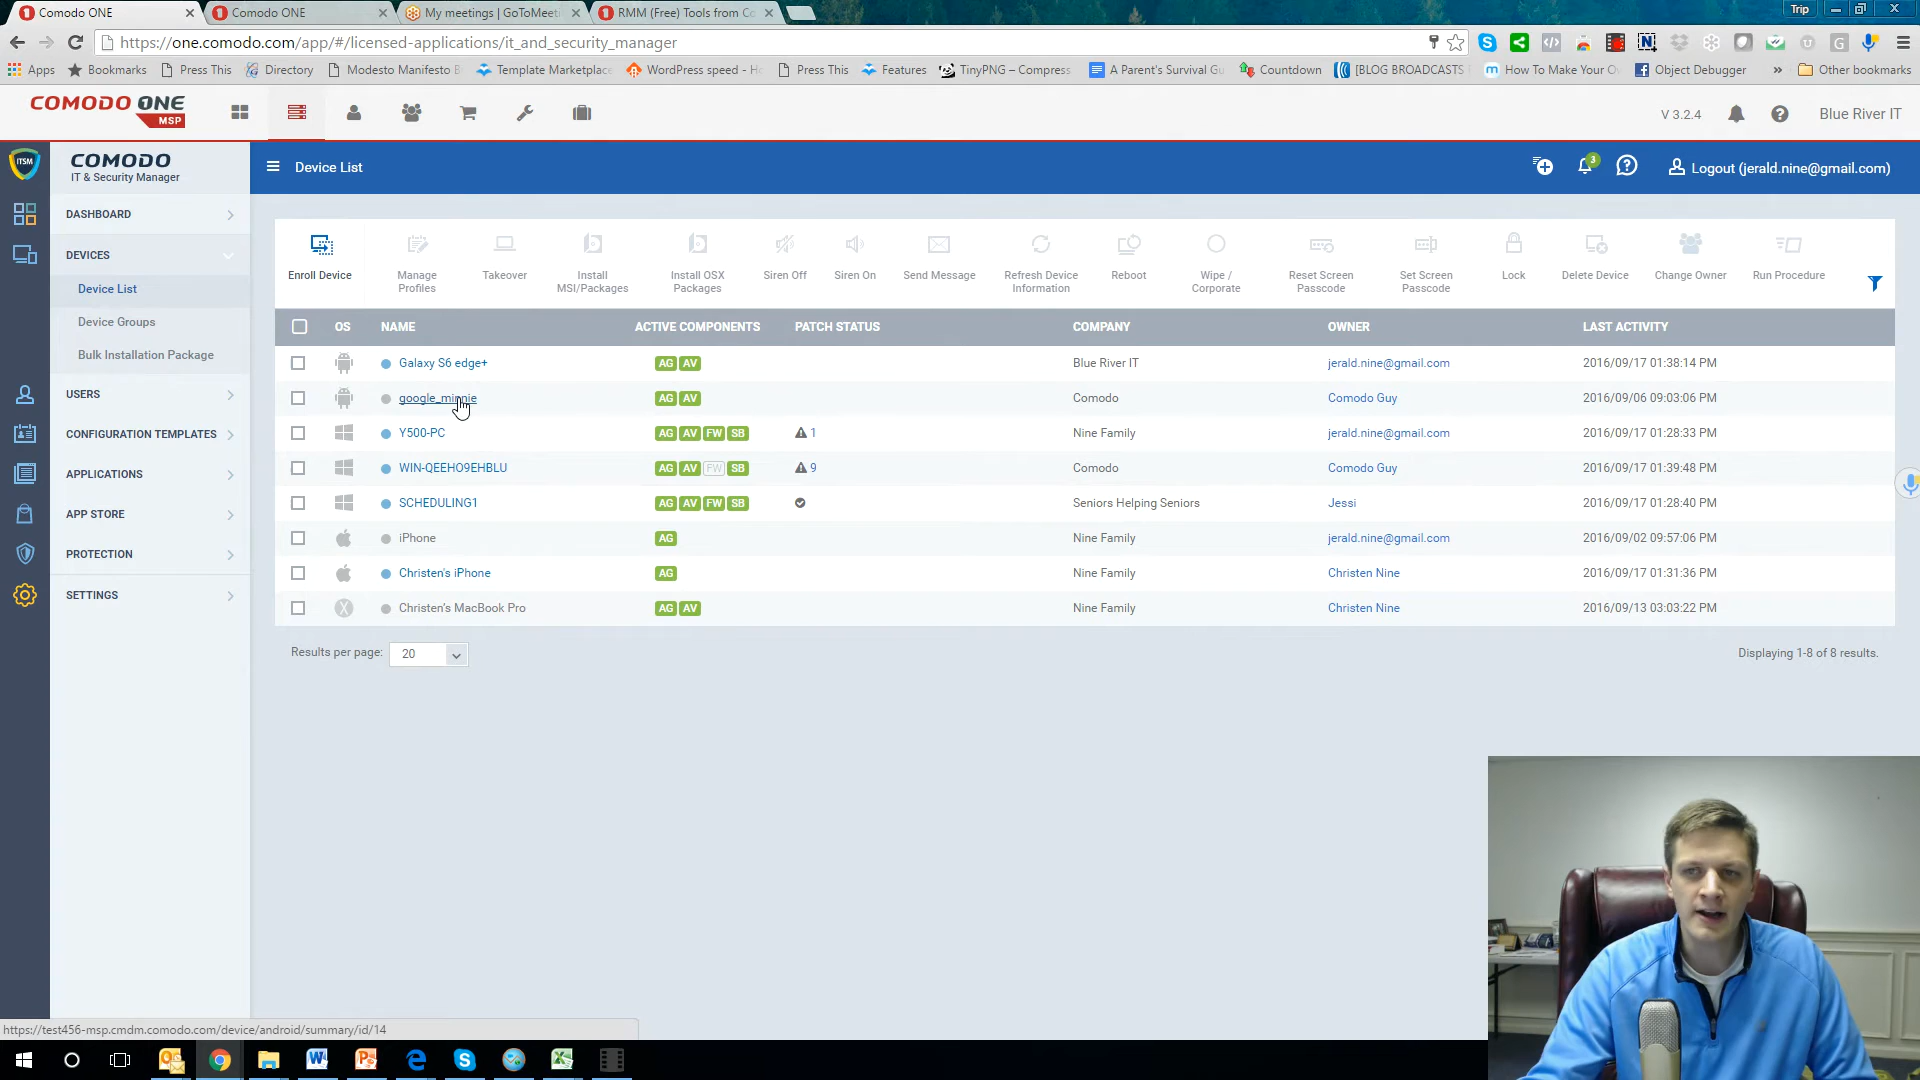 Comodo ONE
Comodo ONE
My meetings | GoToMeeti
RMM (Free) Tools from Co
Trip
https://one.comodo.com/app/#/licensed-applications/it_and_security_manager
Apps
Bookmarks
Press This
Directory
Modesto Manifesto B
Template Marketplace
WordPress speed - Ho
Press This
Features
TinyPNG – Compress
A Parent's Survival Gu
Countdown
[BLOG BROADCASTS
How To Make Your O
Object Debugger
Other bookmarks
COMODO ONE
MSP
V 3.2.4
Blue River IT
ITSM
COMODO
IT & Security Manager
Device List
3
Logout (jerald.nine@gmail.com)
DASHBOARD
DEVICES
Device List
Device Groups
Bulk Installation Package
USERS
CONFIGURATION TEMPLATES
APPLICATIONS
APP STORE
PROTECTION
SETTINGS
Enroll Device
Manage Profiles
Takeover
Install MSI/Packages
Install OSX Packages
Siren Off
Siren On
Send Message
Refresh Device Information
Reboot
Wipe / Corporate
Reset Screen Passcode
Set Screen Passcode
Lock
Delete Device
Change Owner
Run Procedure
OS NAME ACTIVE COMPONENTS PATCH STATUS COMPANY OWNER LAST ACTIVITY
Galaxy S6 edge+ AG AV Blue River IT jerald.nine@gmail.com 2016/09/17 01:38:14 PM
google_minnie AG AV Comodo Comodo Guy 2016/09/06 09:03:06 PM
Y500-PC AG AV FW SB 1 Nine Family jerald.nine@gmail.com 2016/09/17 01:28:33 PM
WIN-QEEHO9EHBLU AG AV FW SB 9 Comodo Comodo Guy 2016/09/17 01:39:48 PM
SCHEDULING1 AG AV FW SB Seniors Helping Seniors Jessi 2016/09/17 01:28:40 PM
iPhone AG Nine Family jerald.nine@gmail.com 2016/09/02 09:57:06 PM
Christen's iPhone AG Nine Family Christen Nine 2016/09/17 01:31:36 PM
Christen's MacBook Pro AG AV Nine Family Christen Nine 2016/09/13 03:03:22 PM
Results per page: 20
Displaying 1-8 of 8 results.
https://test456-msp.cmdm.comodo.com/device/android/summary/id/14